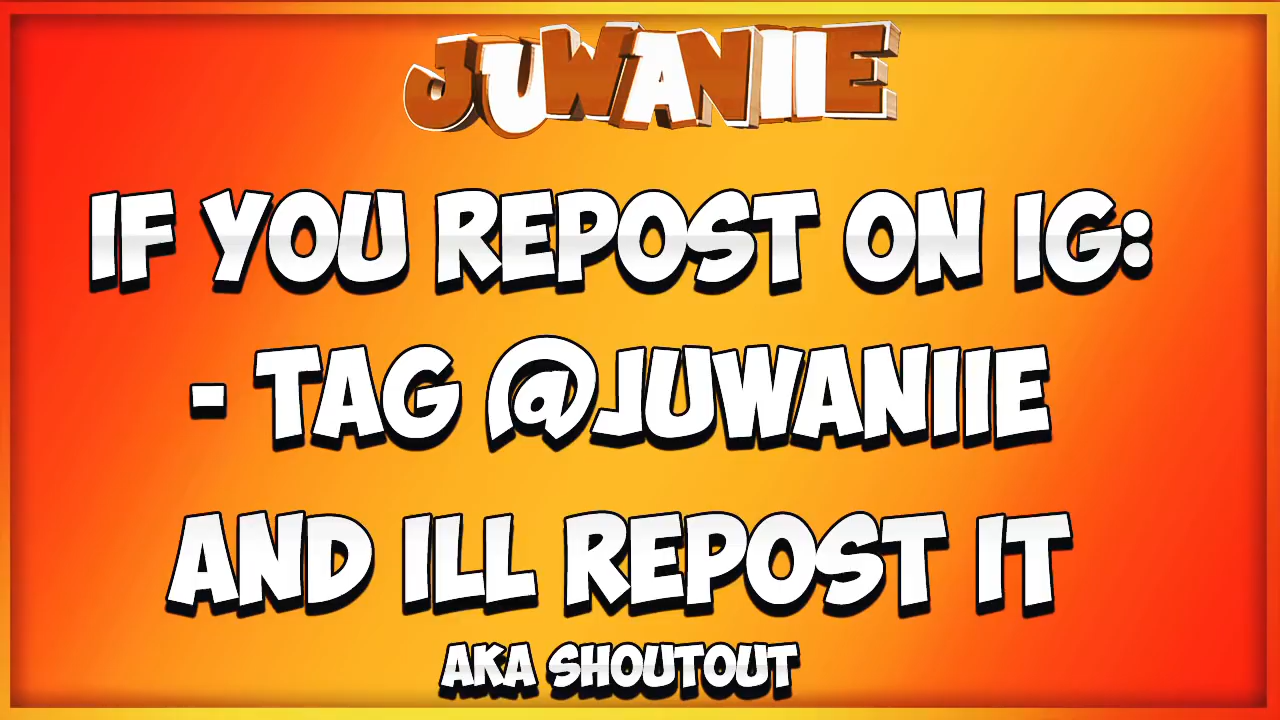 JUWANIIE
IF YOU REPOST ON IG:
- TAG @JUWANIIE
AND ILL REPOST IT
AKA SHOUTOUT